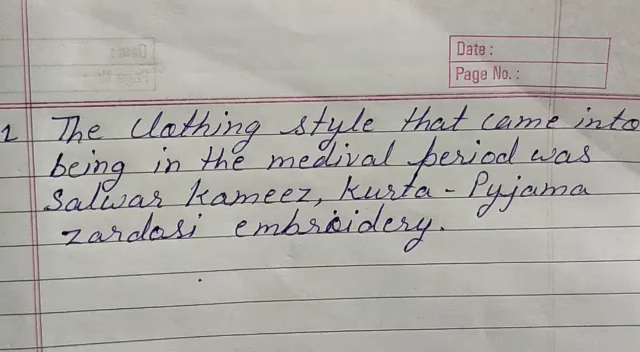 Date :
Page No. :
1 The Clothing style that came into
being in the medival period was
Salwar Kameez, Kurta - Pyjama
zardosi embroidery.